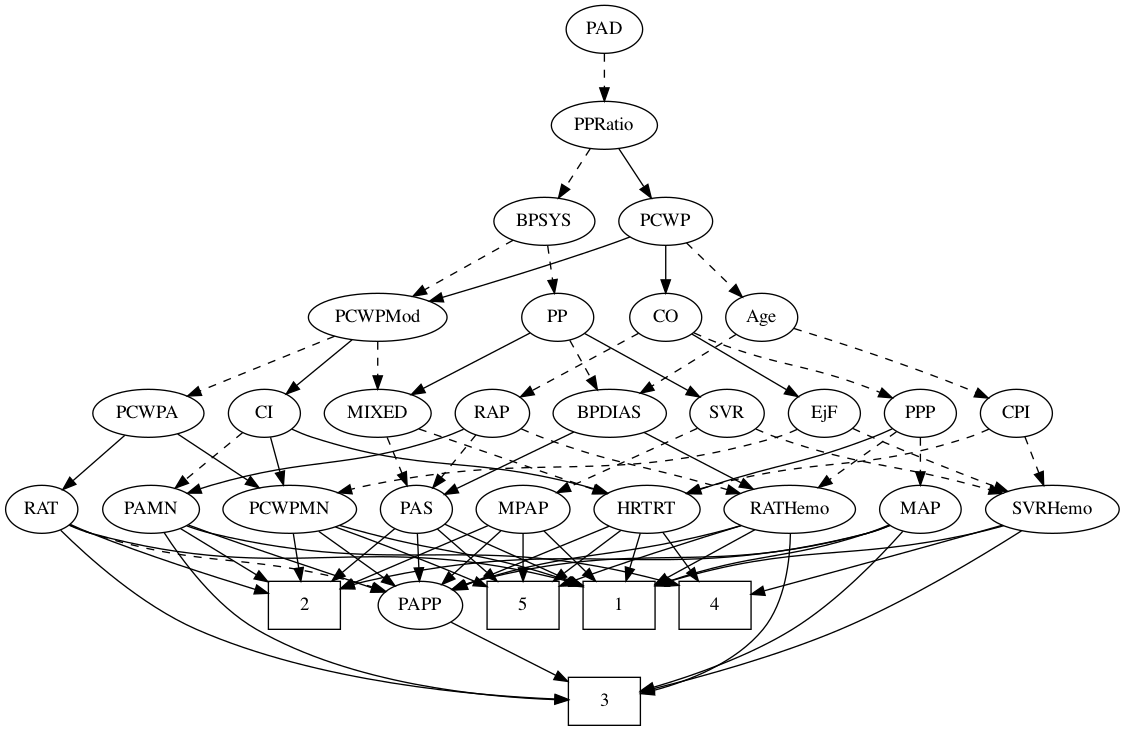 PAD
PPRatio
BPSYS
PCWP
PCWPMod
PP
CO
Age
PCWPA
CI
MIXED
RAP
BPDIAS
SVR
EjF
PPP
CPI
RAT
PAMN
PCWPMN
PAS
MPAP
HRTRT
RATHemo
MAP
SVRHemo
2
PAPP
5
1
4
3